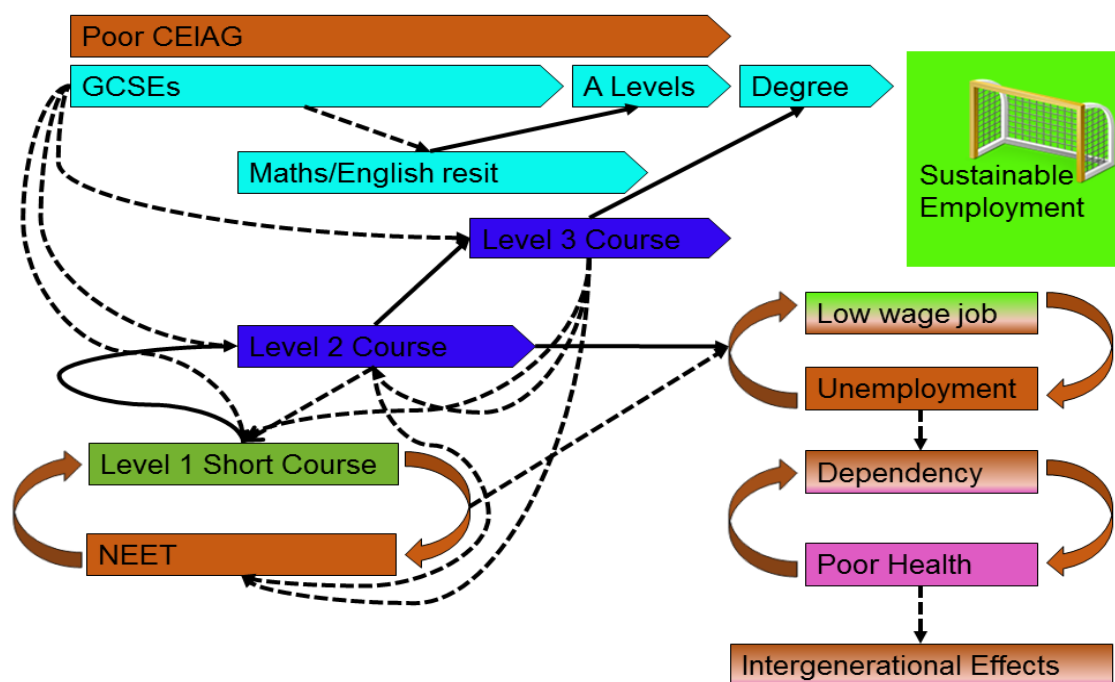 Poor CEIAG
GCSEs
A Levels
Degree
Maths/English resit
Sustainable
Employment
Level 3 Course
Low wage job
Level 2 Course
Unemployment
Level 1 Short Course
Dependency
NEET
Poor Health
Intergenerational Effects